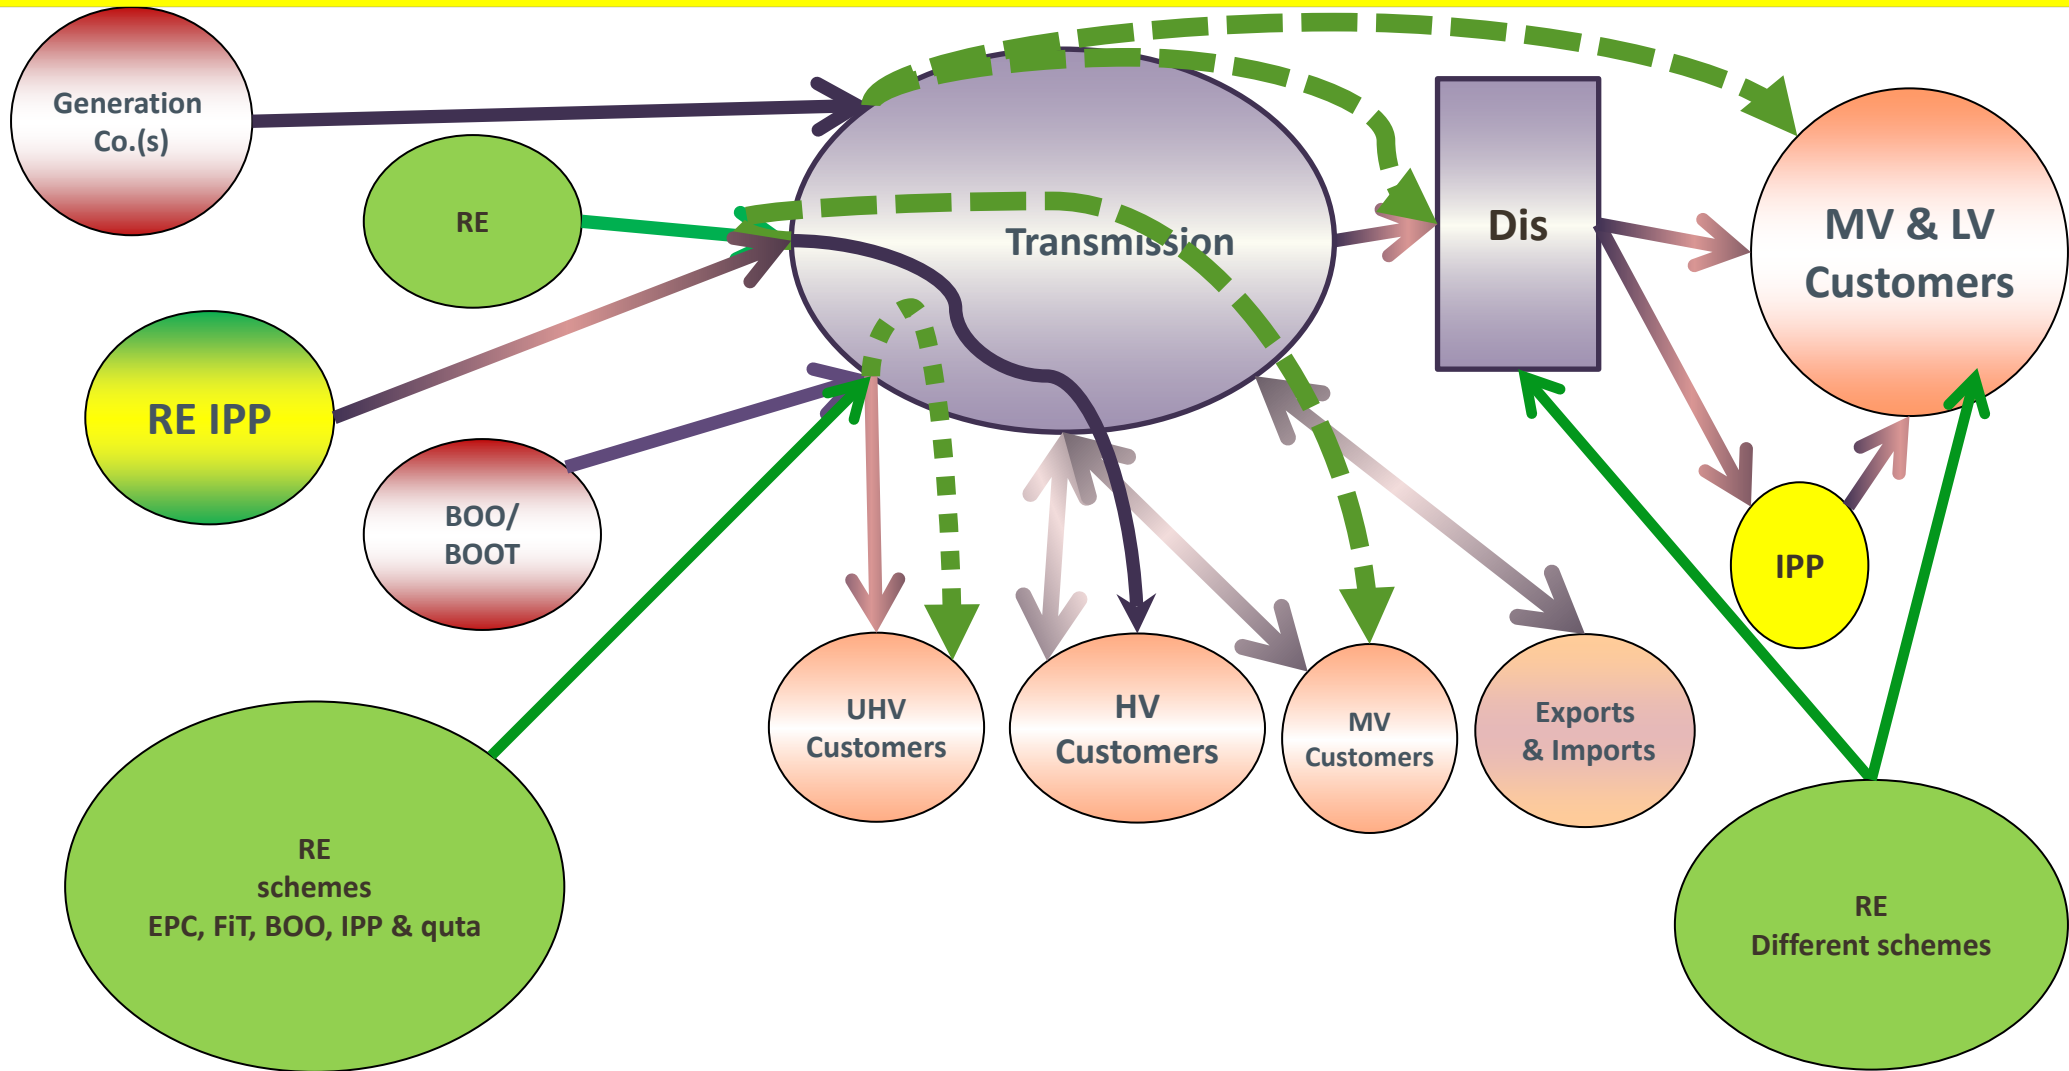 Generation
Co.(s)
RE
Transmission
Dis
MV & LV
Customers
RE IPP
BOO/
BOOT
IPP
UHV
Customers
HV
Customers
MV
Customers
Exports
& Imports
RE
schemes
EPC, FiT, BOO, IPP & quta
RE
Different schemes